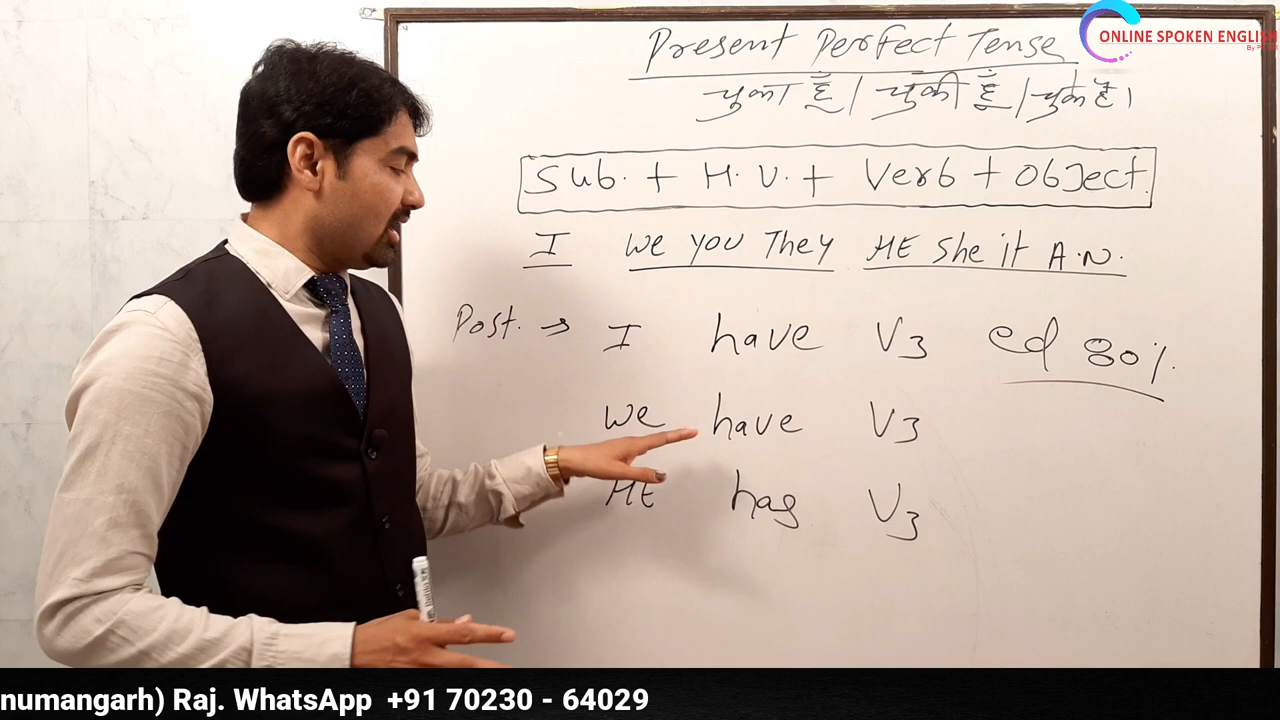 Present Perfect Tense
ONLINE SPOKEN ENGLISH
चुका है। चुकी है। चुके हैं।
Sub. + H.V. + Verb + Object.
I We you They HE She it A.N.
Post. → I have V3 ed 80%.
We have V3
HE has V3
numangarh) Raj. WhatsApp +91 70230 - 64029